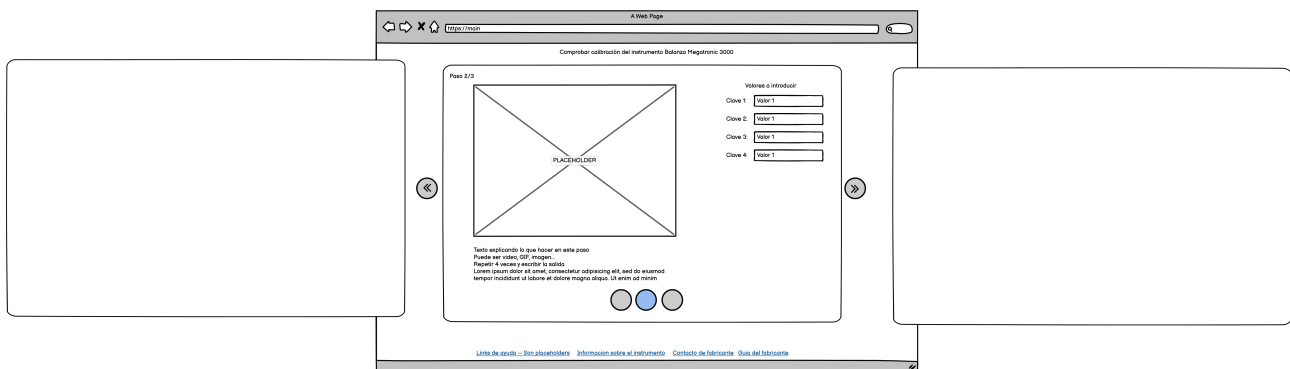 A Web Page
https://main
Comprobar calibración del instrumento Balanza Megatronic 3000
Paso 2/3
PLACEHOLDER
Valores a introducir
Clave 1: Valor 1
Clave 2: Valor 1
Clave 3: Valor 1
Clave 4: Valor 1
Texto explicando lo que hacer en este paso
Puede ser video, GIF, imagen...
Repetir 4 veces y escribir la salida
Lorem ipsum dolor sit amet, consectetur adipisicing elit, sed do eiusmod
tempor incididunt ut labore et dolore magna aliqua. Ut enim ad minim
Links de ayuda -- Son placeholders Informacion sobre el instrumento Contacto de fabricante Guia del fabricante